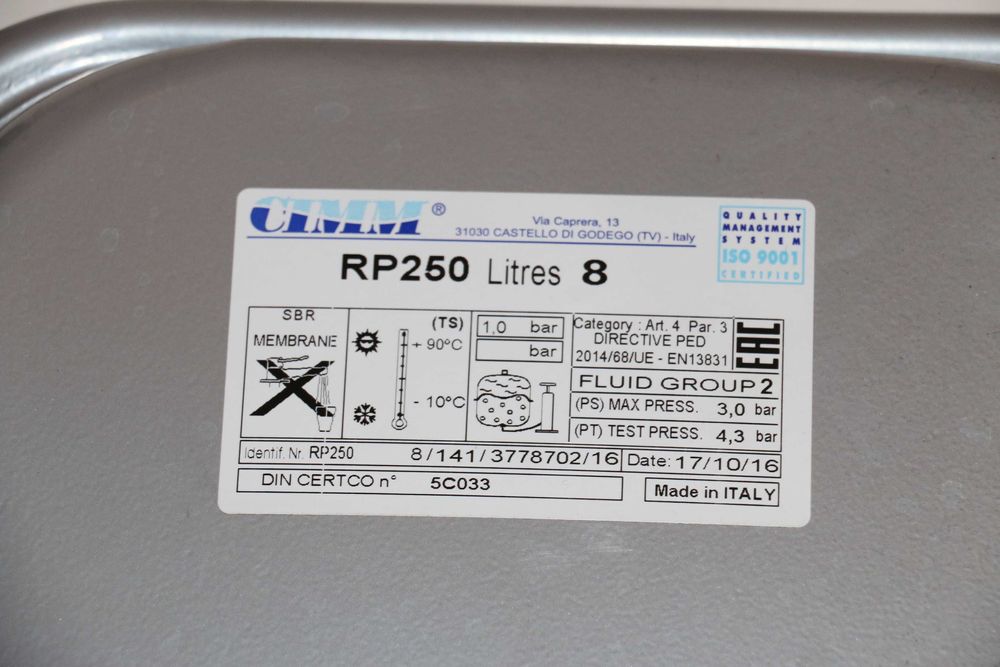 CIMM®
Via Caprera, 13
31030 CASTELLO DI GODEGO (TV) - Italy
QUALITY
MANAGEMENT
SYSTEM
ISO 9001
CERTIFIED
RP250 Litres 8
SBR
MEMBRANE
(TS)
+ 90°C
- 10°C
1,0 bar
bar
Category : Art. 4 Par. 3
DIRECTIVE PED
2014/68/UE - EN13831
EAC
FLUID GROUP 2
(PS) MAX PRESS. 3,0 bar
(PT) TEST PRESS. 4,3 bar
Identif. Nr. RP250 8/141/3778702/16 Date: 17/10/16
DIN CERTCO n° 5C033
Made in ITALY